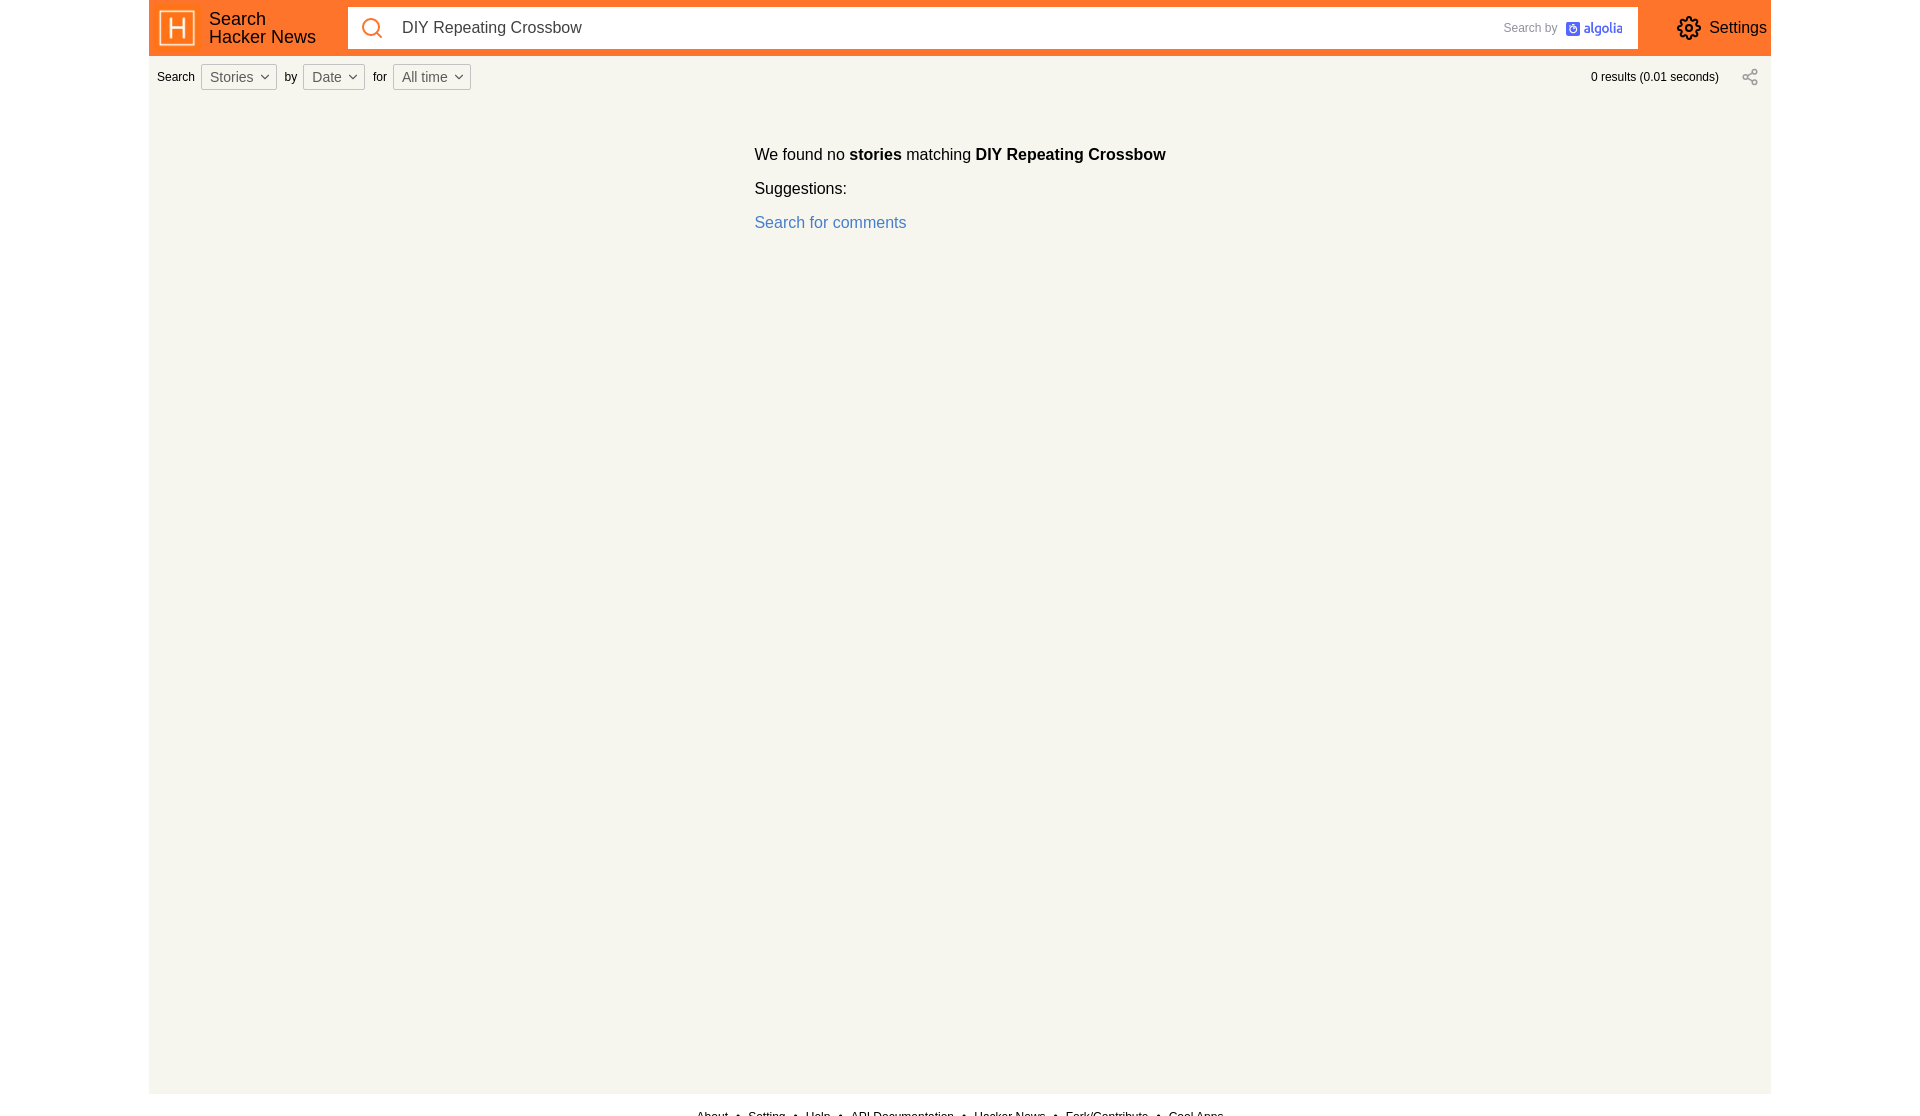 Search
Hacker News
DIY Repeating Crossbow
Search by algolia
Settings
Search Stories by Date for All time
0 results (0.01 seconds)
We found no stories matching DIY Repeating Crossbow
Suggestions:
Search for comments
About • Setting • Help • API Documentation • Hacker News • Fork/Contribute • Cool Apps